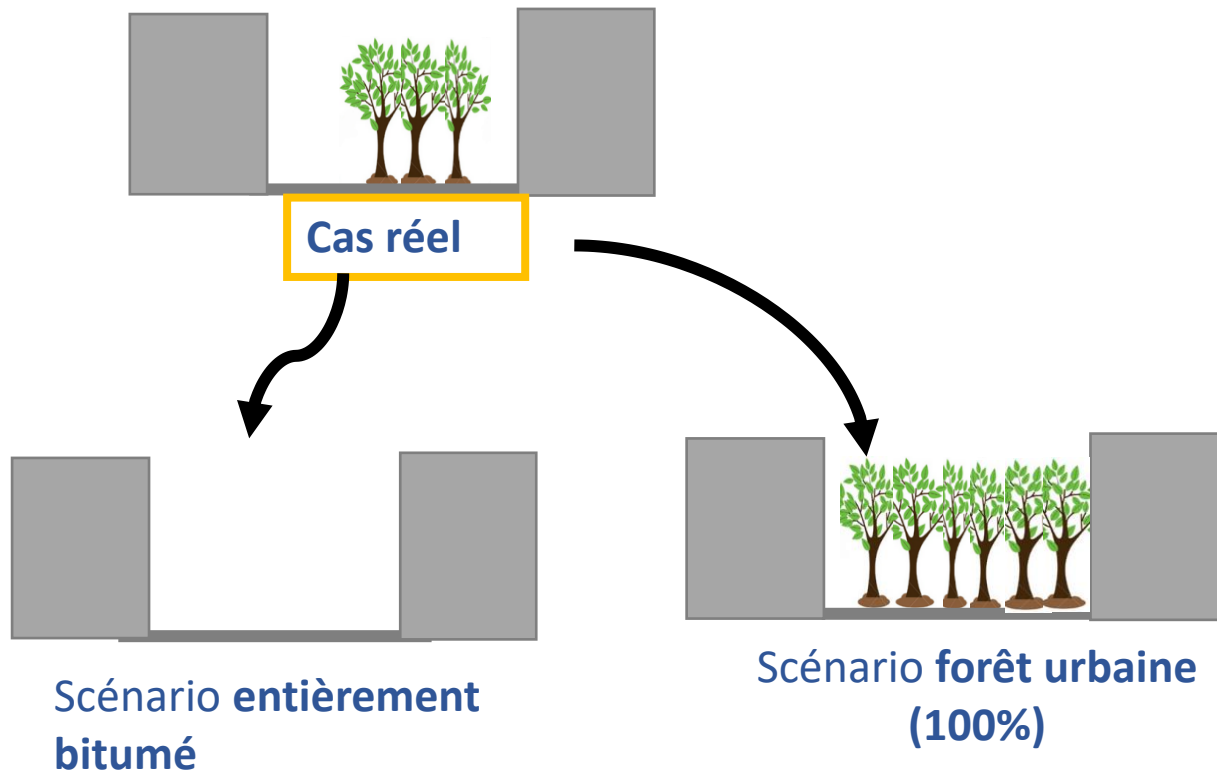 Cas réel
Scénario entièrement
bitumé
Scénario forêt urbaine
(100%)